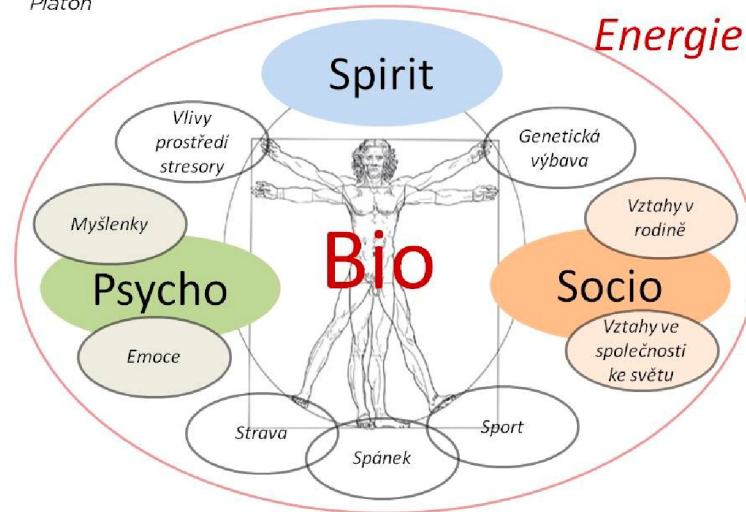 Platón
Energie
Spirit
Vlivy
prostředí
stresory
Genetická
výbava
Myšlenky
Vztahy v
rodině
Bio
Psycho
Socio
Emoce
Vztahy ve
společnosti
ke světu
Strava
Spánek
Sport